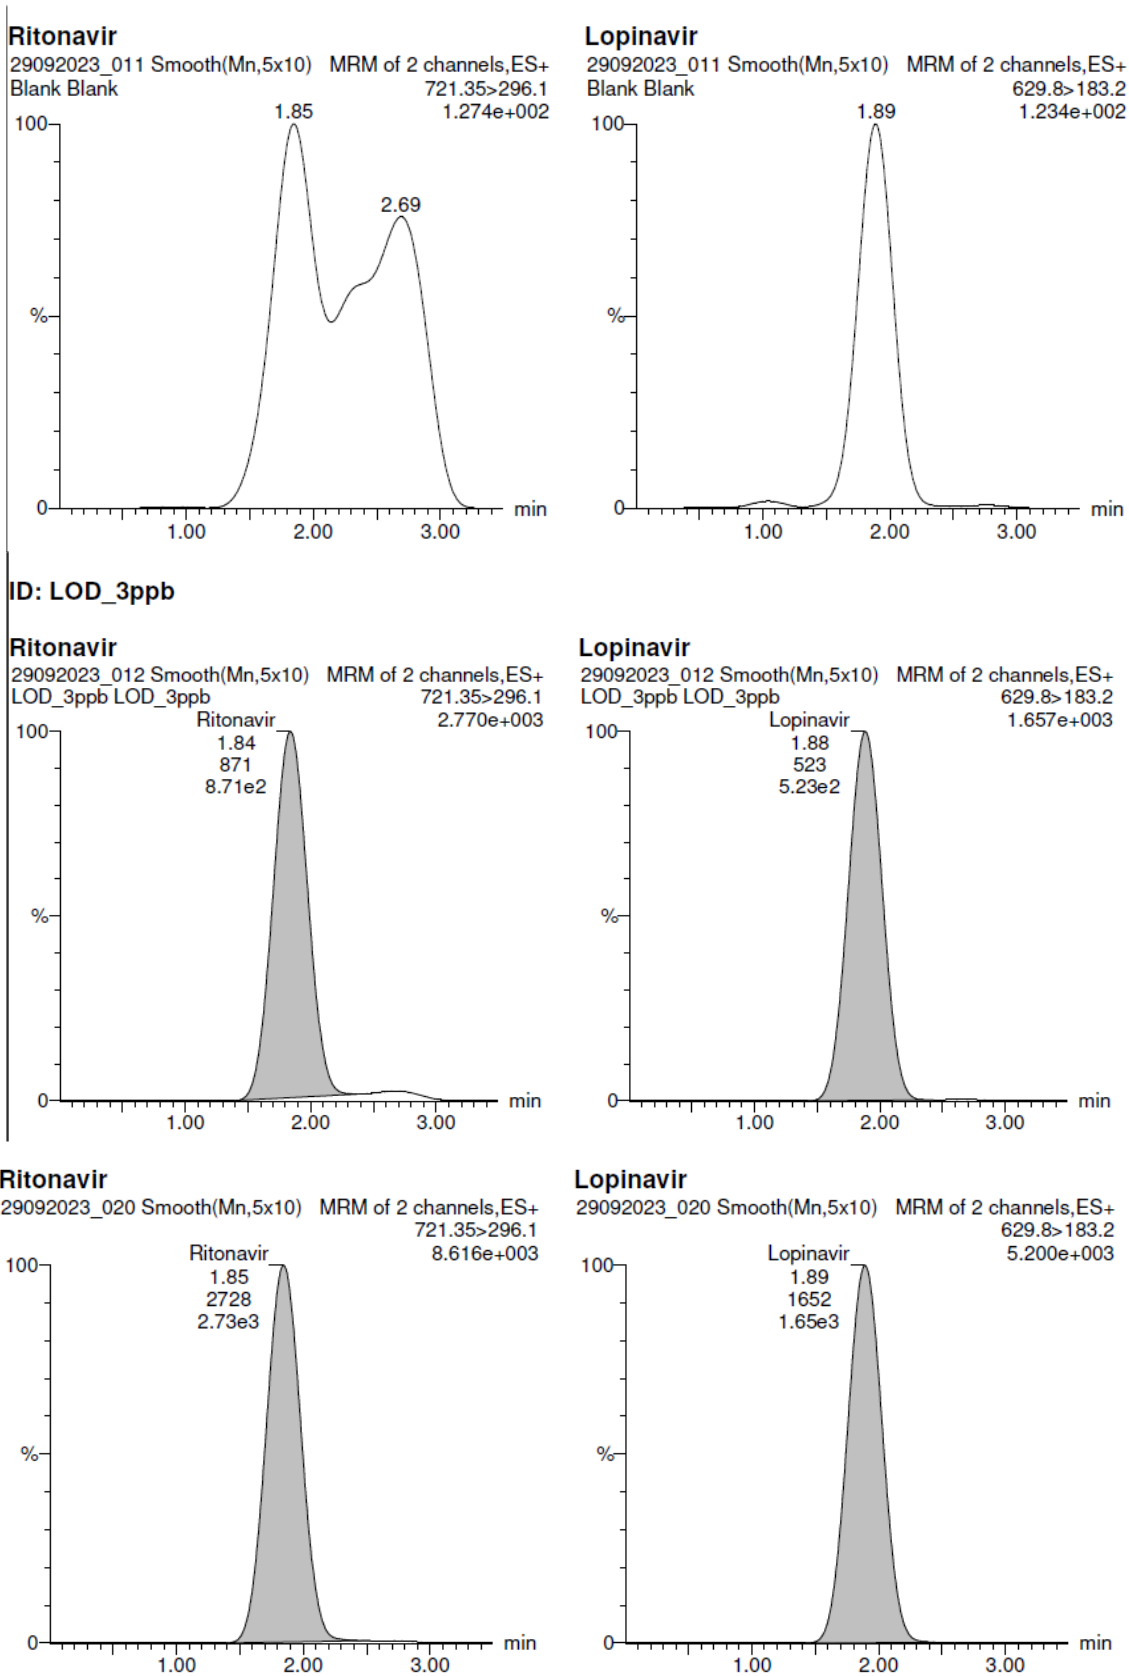 Ritonavir
29092023_011 Smooth(Mn,5x10) MRM of 2 channels,ES+
Blank Blank 721.35>296.1
1.274e+002
1.85
2.69
100
%
0
1.00 2.00 3.00 min
Lopinavir
29092023_011 Smooth(Mn,5x10) MRM of 2 channels,ES+
Blank Blank 629.8>183.2
1.234e+002
1.89
100
%
0
1.00 2.00 3.00 min
ID: LOD_3ppb
Ritonavir
29092023_012 Smooth(Mn,5x10) MRM of 2 channels,ES+
LOD_3ppb LOD_3ppb 721.35>296.1
Ritonavir 2.770e+003
1.84
871
8.71e2
100
%
0
1.00 2.00 3.00 min
Lopinavir
29092023_012 Smooth(Mn,5x10) MRM of 2 channels,ES+
LOD_3ppb LOD_3ppb 629.8>183.2
Lopinavir 1.657e+003
1.88
523
5.23e2
100
%
0
1.00 2.00 3.00 min
Ritonavir
29092023_020 Smooth(Mn,5x10) MRM of 2 channels,ES+
721.35>296.1
Ritonavir 8.616e+003
1.85
2728
2.73e3
100
%
0
1.00 2.00 3.00 min
Lopinavir
29092023_020 Smooth(Mn,5x10) MRM of 2 channels,ES+
629.8>183.2
Lopinavir 5.200e+003
1.89
1652
1.65e3
100
%
0
1.00 2.00 3.00 min